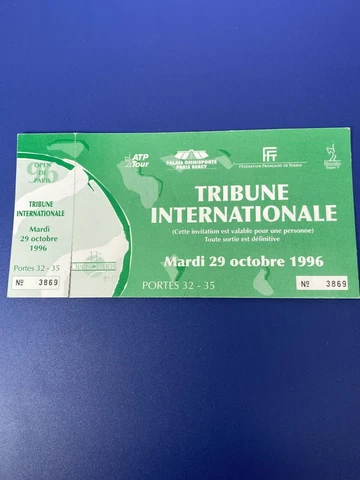 96
OPEN
DE
PARIS
TRIBUNE
INTERNATIONALE
Mardi
29 octobre
1996
Portes 32 - 35
Nº 3869
ATP
Tour
PALAIS OMNISPORTS
PARIS BERCY
FFT
FÉDÉRATION FRANÇAISE DE TENNIS
TRIBUNE
INTERNATIONALE
(Cette invitation est valable pour une personne)
Toute sortie est définitive
Mardi 29 octobre 1996
PORTES 32 - 35
Nº 3869